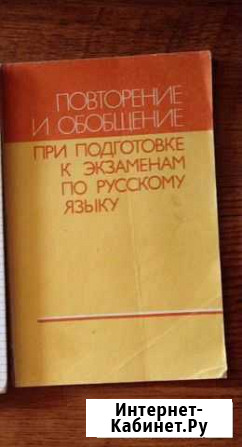 ПОВТОРЕНИЕ
И ОБОБЩЕНИЕ
ПРИ ПОДГОТОВКЕ
К ЭКЗАМЕНАМ
ПО РУССКОМУ
ЯЗЫКУ
Интернет-
Кабинет.Ру